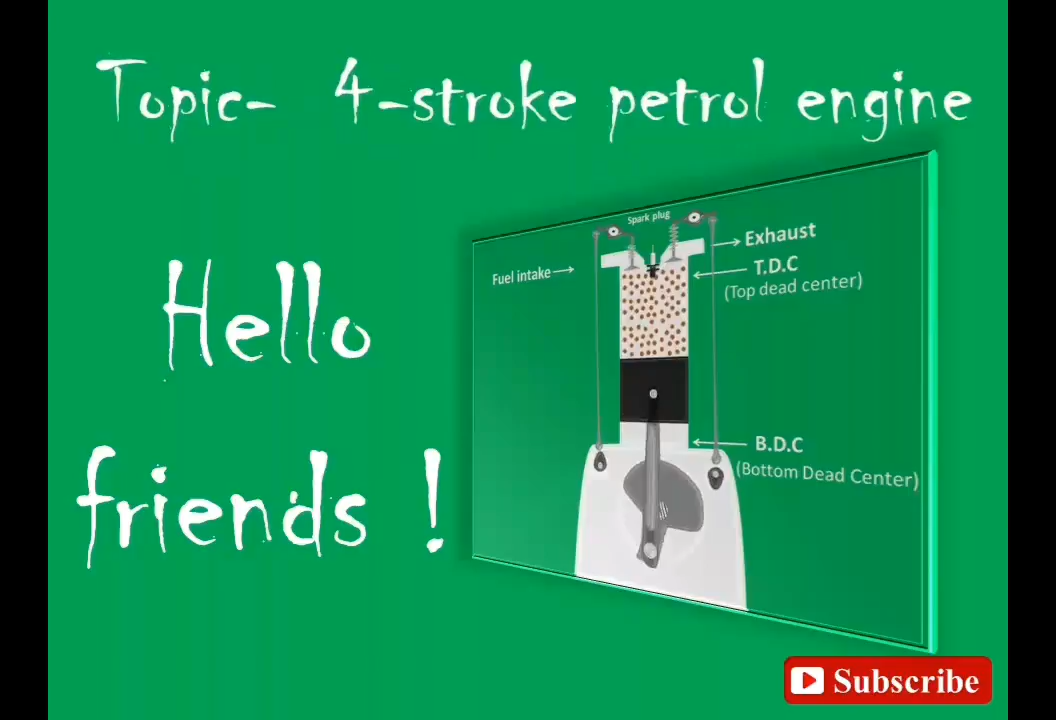 Topic- 4-stroke petrol engine
Hello
friends !
Spark plug
Fuel intake
Exhaust
T.D.C
(Top dead center)
B.D.C
(Bottom Dead Center)
Subscribe